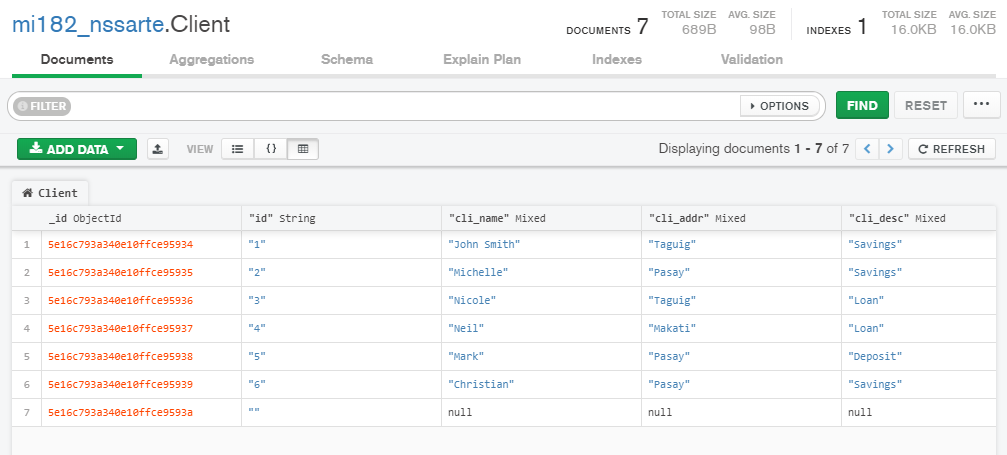 mi182_nssarte.Client
DOCUMENTS 7 TOTAL SIZE 689B AVG. SIZE 98B INDEXES 1 TOTAL SIZE 16.0KB AVG. SIZE 16.0KB
Documents Aggregations Schema Explain Plan Indexes Validation
FILTER OPTIONS FIND RESET ...
ADD DATA VIEW {} Displaying documents 1 - 7 of 7 < > REFRESH
Client
_id ObjectId "id" String "cli_name" Mixed "cli_addr" Mixed "cli_desc" Mixed
1 5e16c793a340e10ffce95934 "1" "John Smith" "Taguig" "Savings"
2 5e16c793a340e10ffce95935 "2" "Michelle" "Pasay" "Savings"
3 5e16c793a340e10ffce95936 "3" "Nicole" "Taguig" "Loan"
4 5e16c793a340e10ffce95937 "4" "Neil" "Makati" "Loan"
5 5e16c793a340e10ffce95938 "5" "Mark" "Pasay" "Deposit"
6 5e16c793a340e10ffce95939 "6" "Christian" "Pasay" "Savings"
7 5e16c793a340e10ffce9593a "" null null null